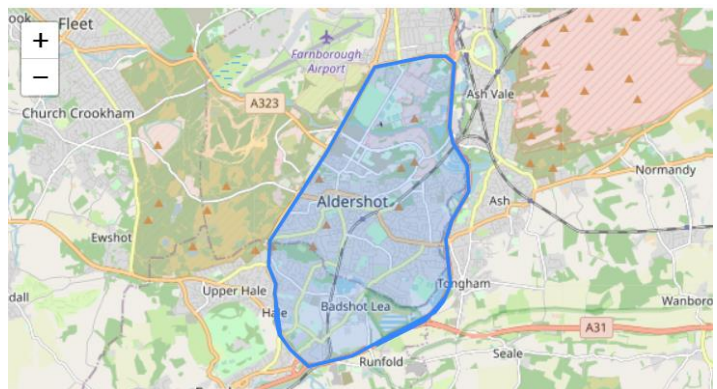 Fleet
+
−
Farnborough
Airport
A323
Ash Vale
Church Crookham
Normandy
Aldershot
Ash
Ewshot
Upper Hale
Tongham
Badshot Lea
Hale
A31
Runfold
Seale